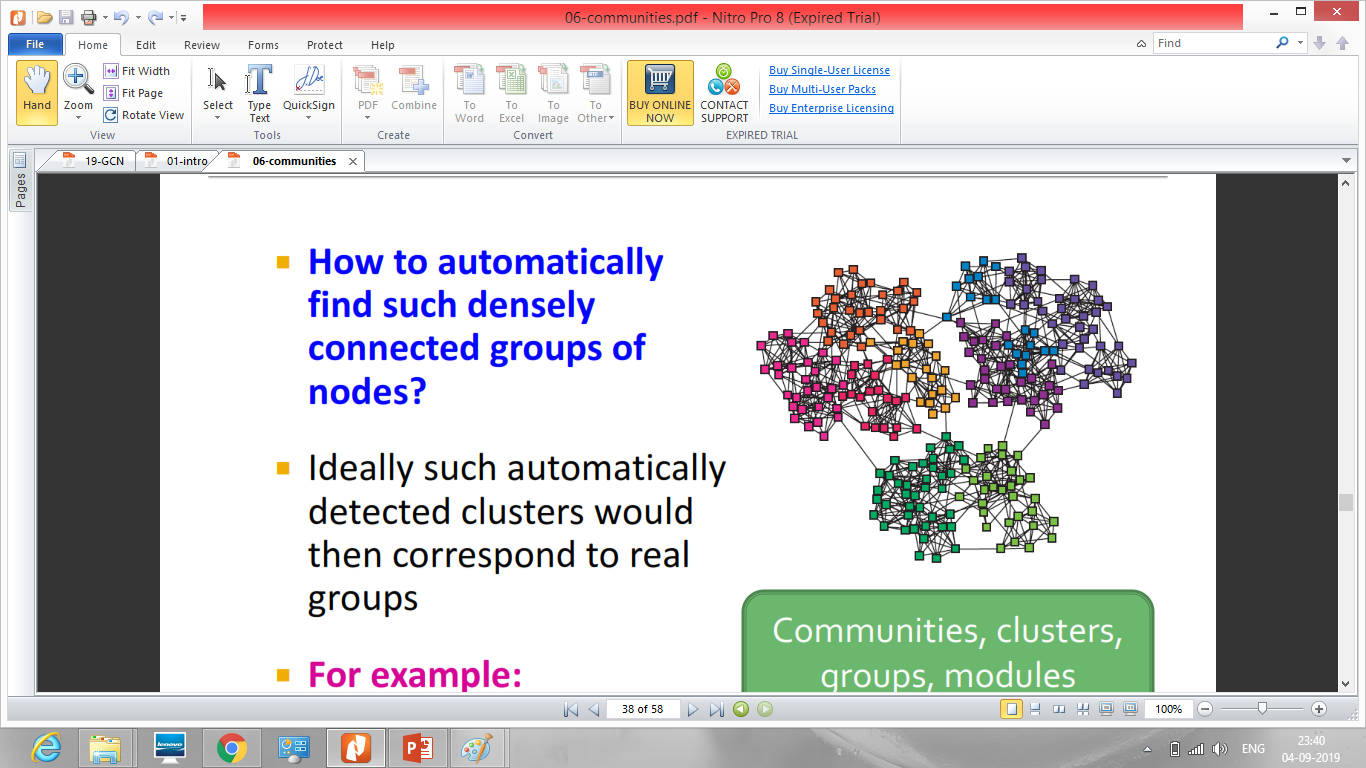 06-communities.pdf - Nitro Pro 8 (Expired Trial)
File Home Edit Review Forms Protect Help
Find
Hand
Zoom
Fit Width
Fit Page
Rotate View
View
Select
Type Text
QuickSign
Tools
PDF
Combine
Create
To Word
To Excel
To Image
To Other
Convert
BUY ONLINE NOW
CONTACT SUPPORT
Buy Single-User License
Buy Multi-User Packs
Buy Enterprise Licensing
EXPIRED TRIAL
19-GCN
01-intro
06-communities
Pages
How to automatically
find such densely
connected groups of
nodes?
Ideally such automatically
detected clusters would
then correspond to real
groups
For example:
Communities, clusters,
groups, modules
38 of 58
100%
lenovo
ENG
23:40
04-09-2019